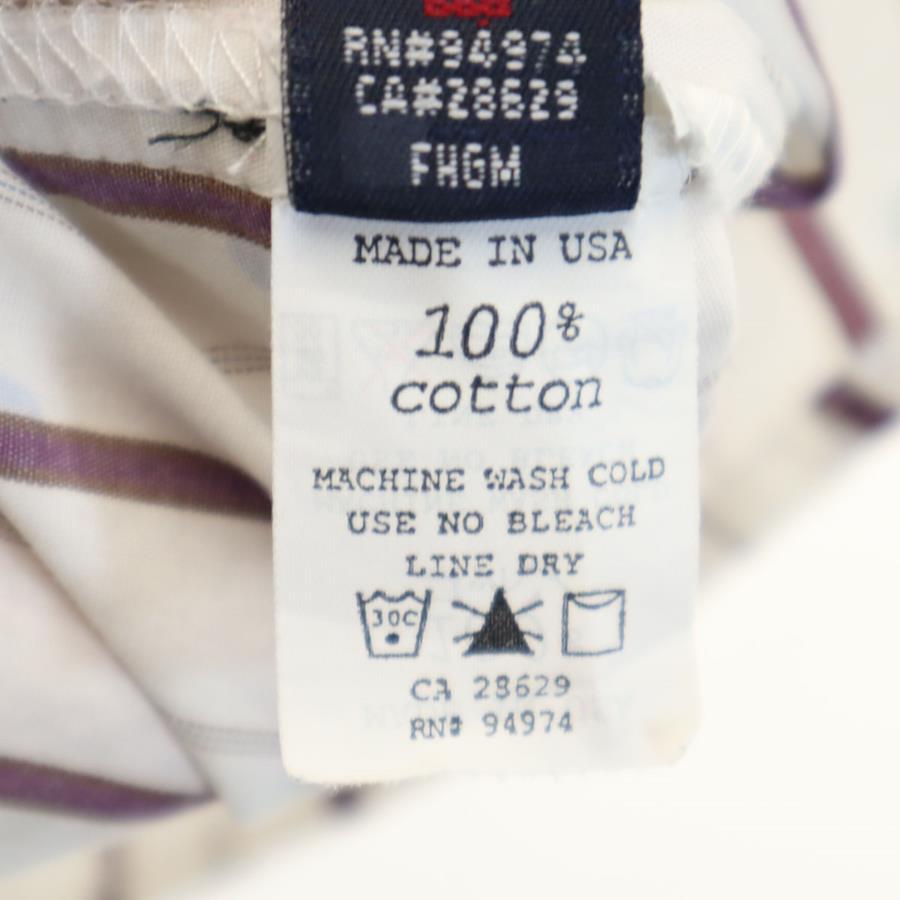 RN#94974
CA#28629
FHGM
MADE IN USA
100%
cotton
MACHINE WASH COLD
USE NO BLEACH
LINE DRY
30C
CA 28629
RN# 94974